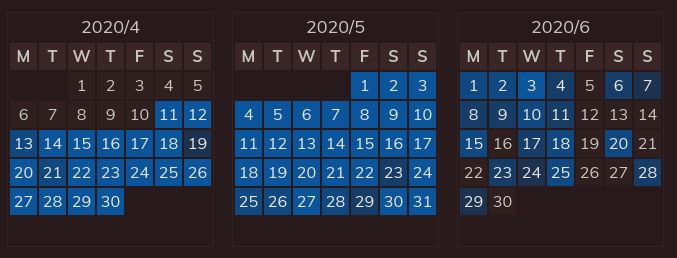 2020/4
M T W T F S S
1 2 3 4 5
6 7 8 9 10 11 12
13 14 15 16 17 18 19
20 21 22 23 24 25 26
27 28 29 30
2020/5
M T W T F S S
1 2 3
4 5 6 7 8 9 10
11 12 13 14 15 16 17
18 19 20 21 22 23 24
25 26 27 28 29 30 31
2020/6
M T W T F S S
1 2 3 4 5 6 7
8 9 10 11 12 13 14
15 16 17 18 19 20 21
22 23 24 25 26 27 28
29 30